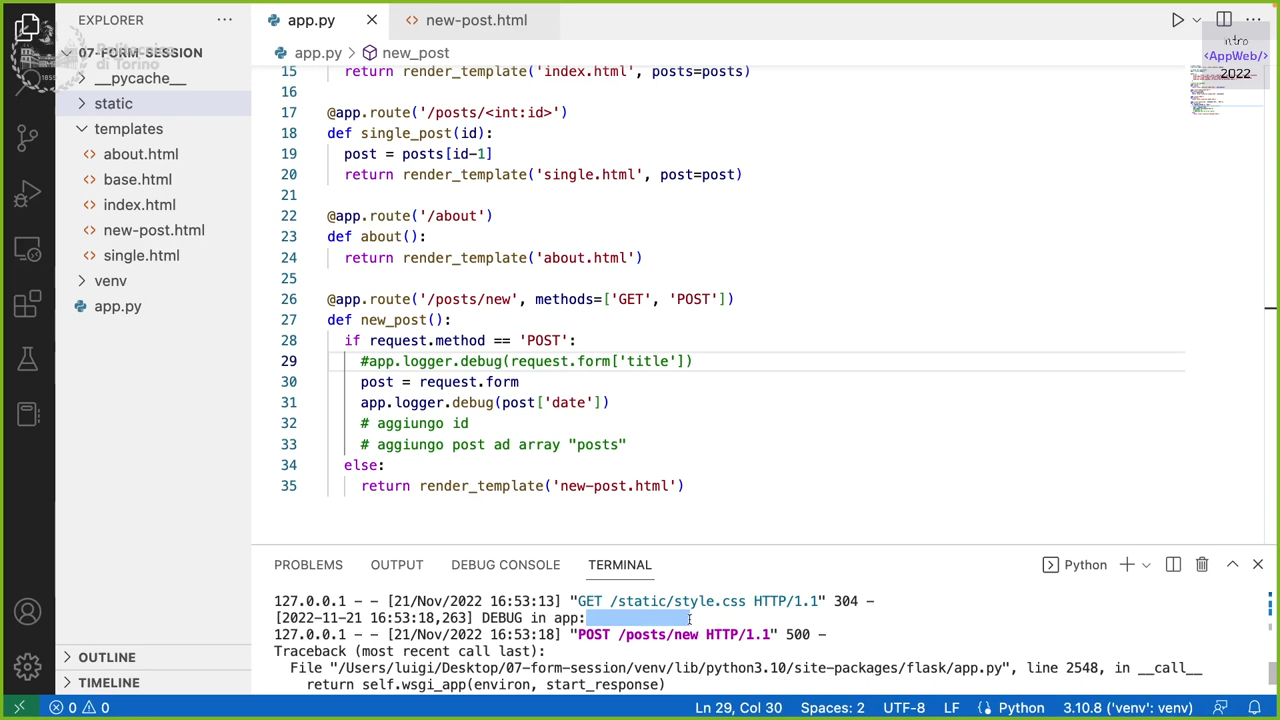 EXPLORER
07-FORM-SESSION
__pycache__
static
templates
about.html
base.html
index.html
new-post.html
single.html
venv
app.py
OUTLINE
TIMELINE
Politecnico
di Torino
1859
app.py
new-post.html
app.py > new_post
intro
<AppWeb/>
2022
15 return render_template('index.html', posts=posts)
16
17 @app.route('/posts/<int:id>')
18 def single_post(id):
19 post = posts[id-1]
20 return render_template('single.html', post=post)
21
22 @app.route('/about')
23 def about():
24 return render_template('about.html')
25
26 @app.route('/posts/new', methods=['GET', 'POST'])
27 def new_post():
28 if request.method == 'POST':
29 #app.logger.debug(request.form['title'])
30 post = request.form
31 app.logger.debug(post['date'])
32 # aggiungo id
33 # aggiungo post ad array "posts"
34 else:
35 return render_template('new-post.html')
PROBLEMS OUTPUT DEBUG CONSOLE TERMINAL
Python
127.0.0.1 - - [21/Nov/2022 16:53:13] "GET /static/style.css HTTP/1.1" 304 -
[2022-11-21 16:53:18,263] DEBUG in app:
127.0.0.1 - - [21/Nov/2022 16:53:18] "POST /posts/new HTTP/1.1" 500 -
Traceback (most recent call last):
File "/Users/luigi/Desktop/07-form-session/venv/lib/python3.10/site-packages/flask/app.py", line 2548, in __call__
return self.wsgi_app(environ, start_response)
0 0 Ln 29, Col 30 Spaces: 2 UTF-8 LF Python 3.10.8 ('venv': venv)